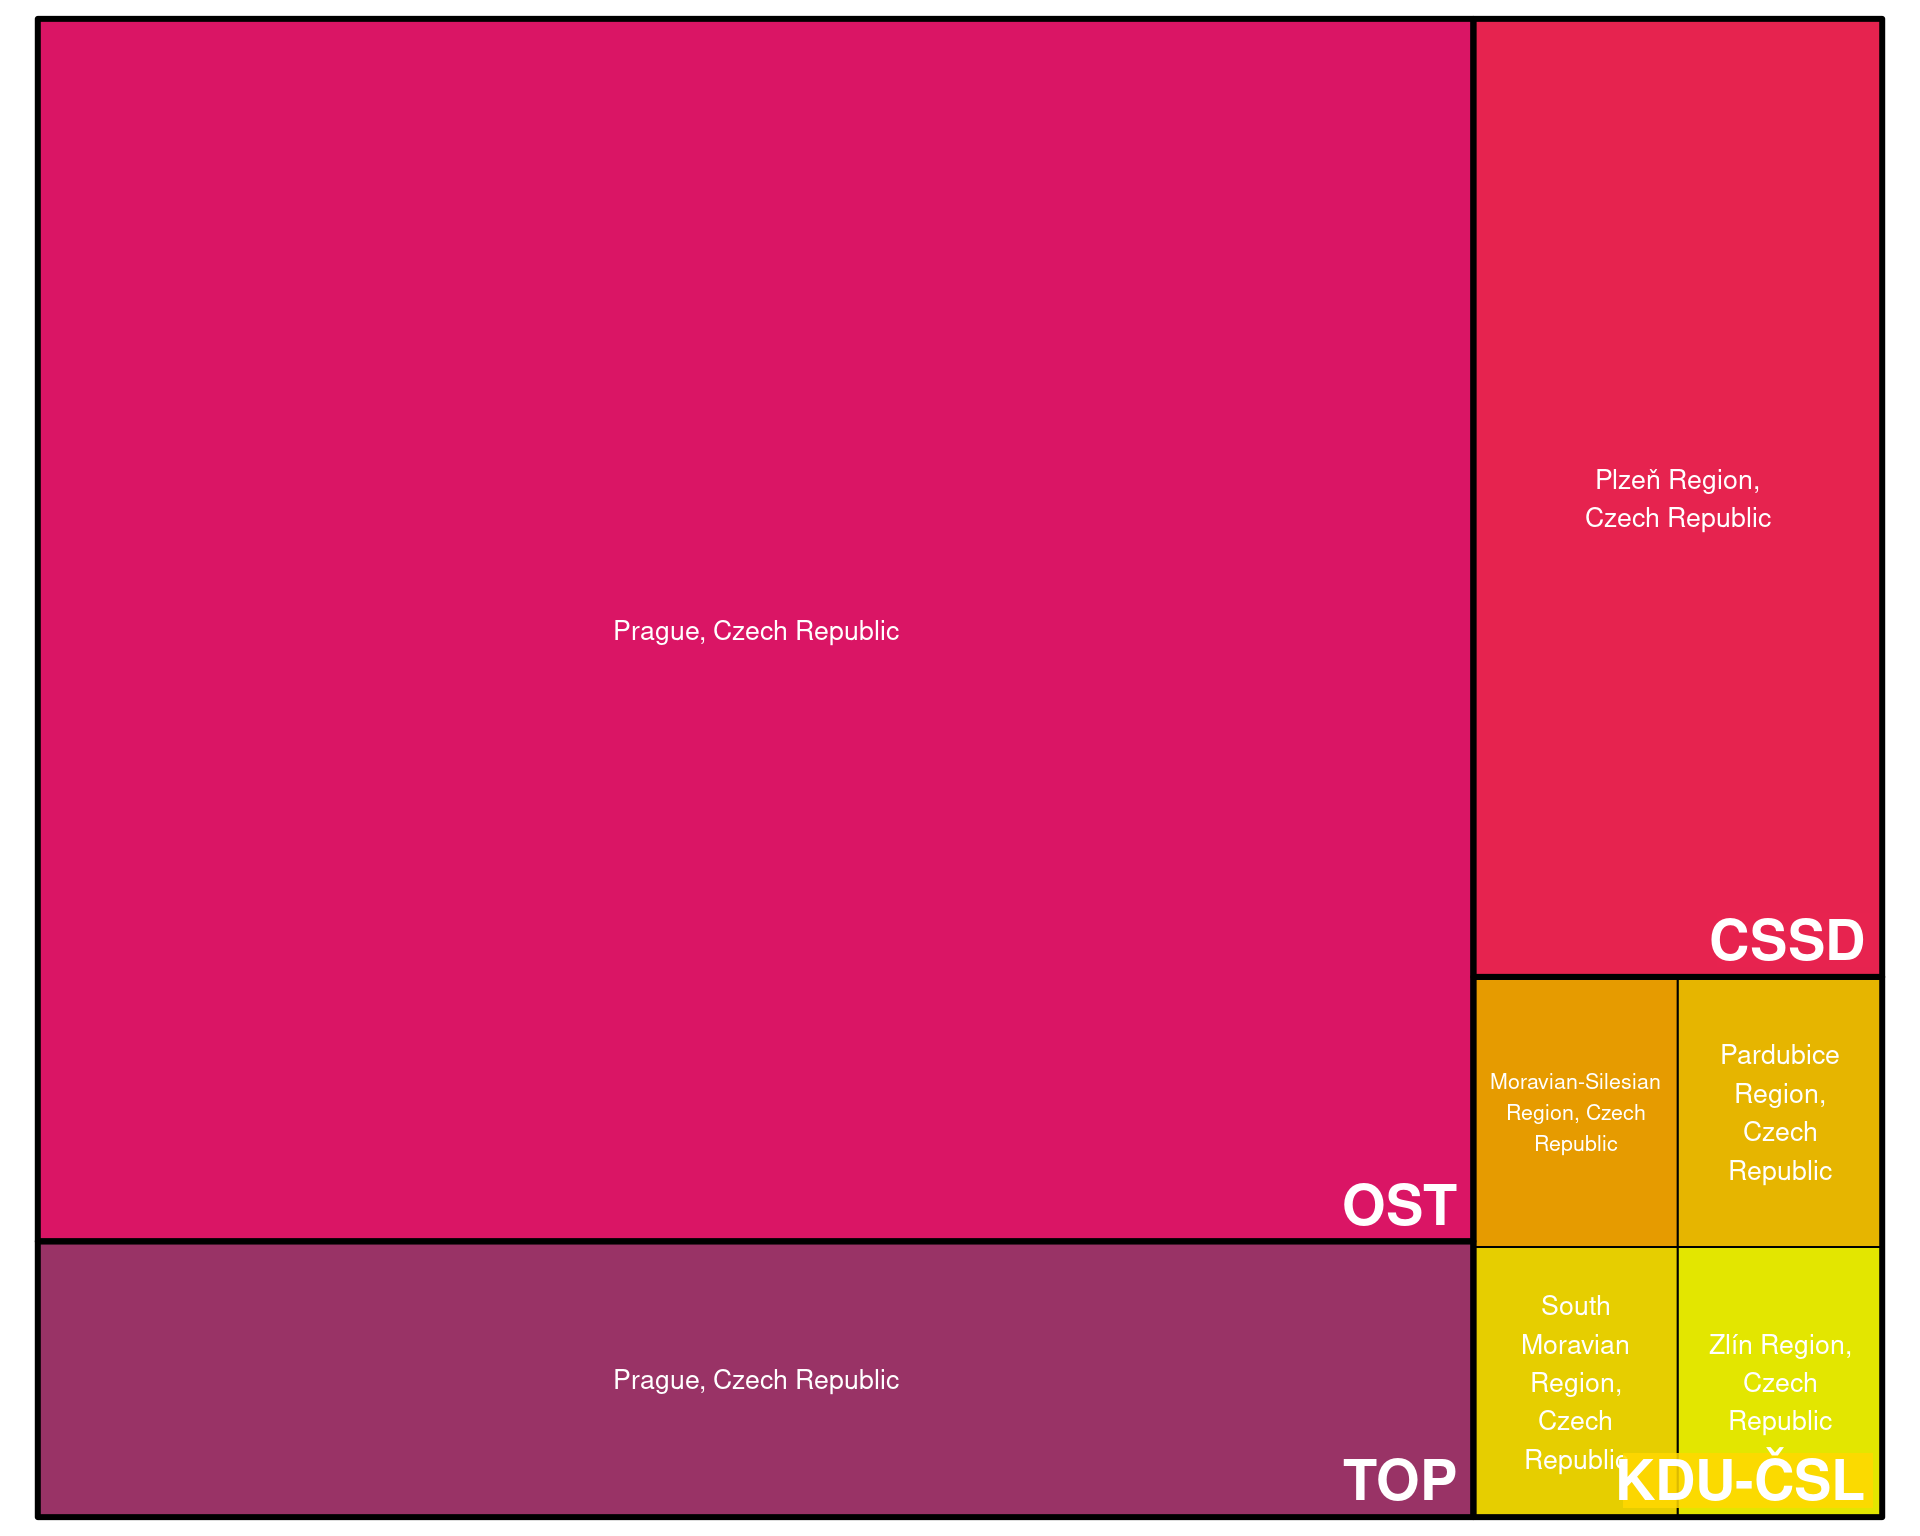 Prague, Czech Republic
OST
Prague, Czech Republic
TOP
Plzeň Region,
Czech Republic
CSSD
Moravian-Silesian
Region, Czech
Republic
Pardubice
Region,
Czech
Republic
South
Moravian
Region,
Czech
Republic
Zlín Region,
Czech
Republic
KDU-ČSL